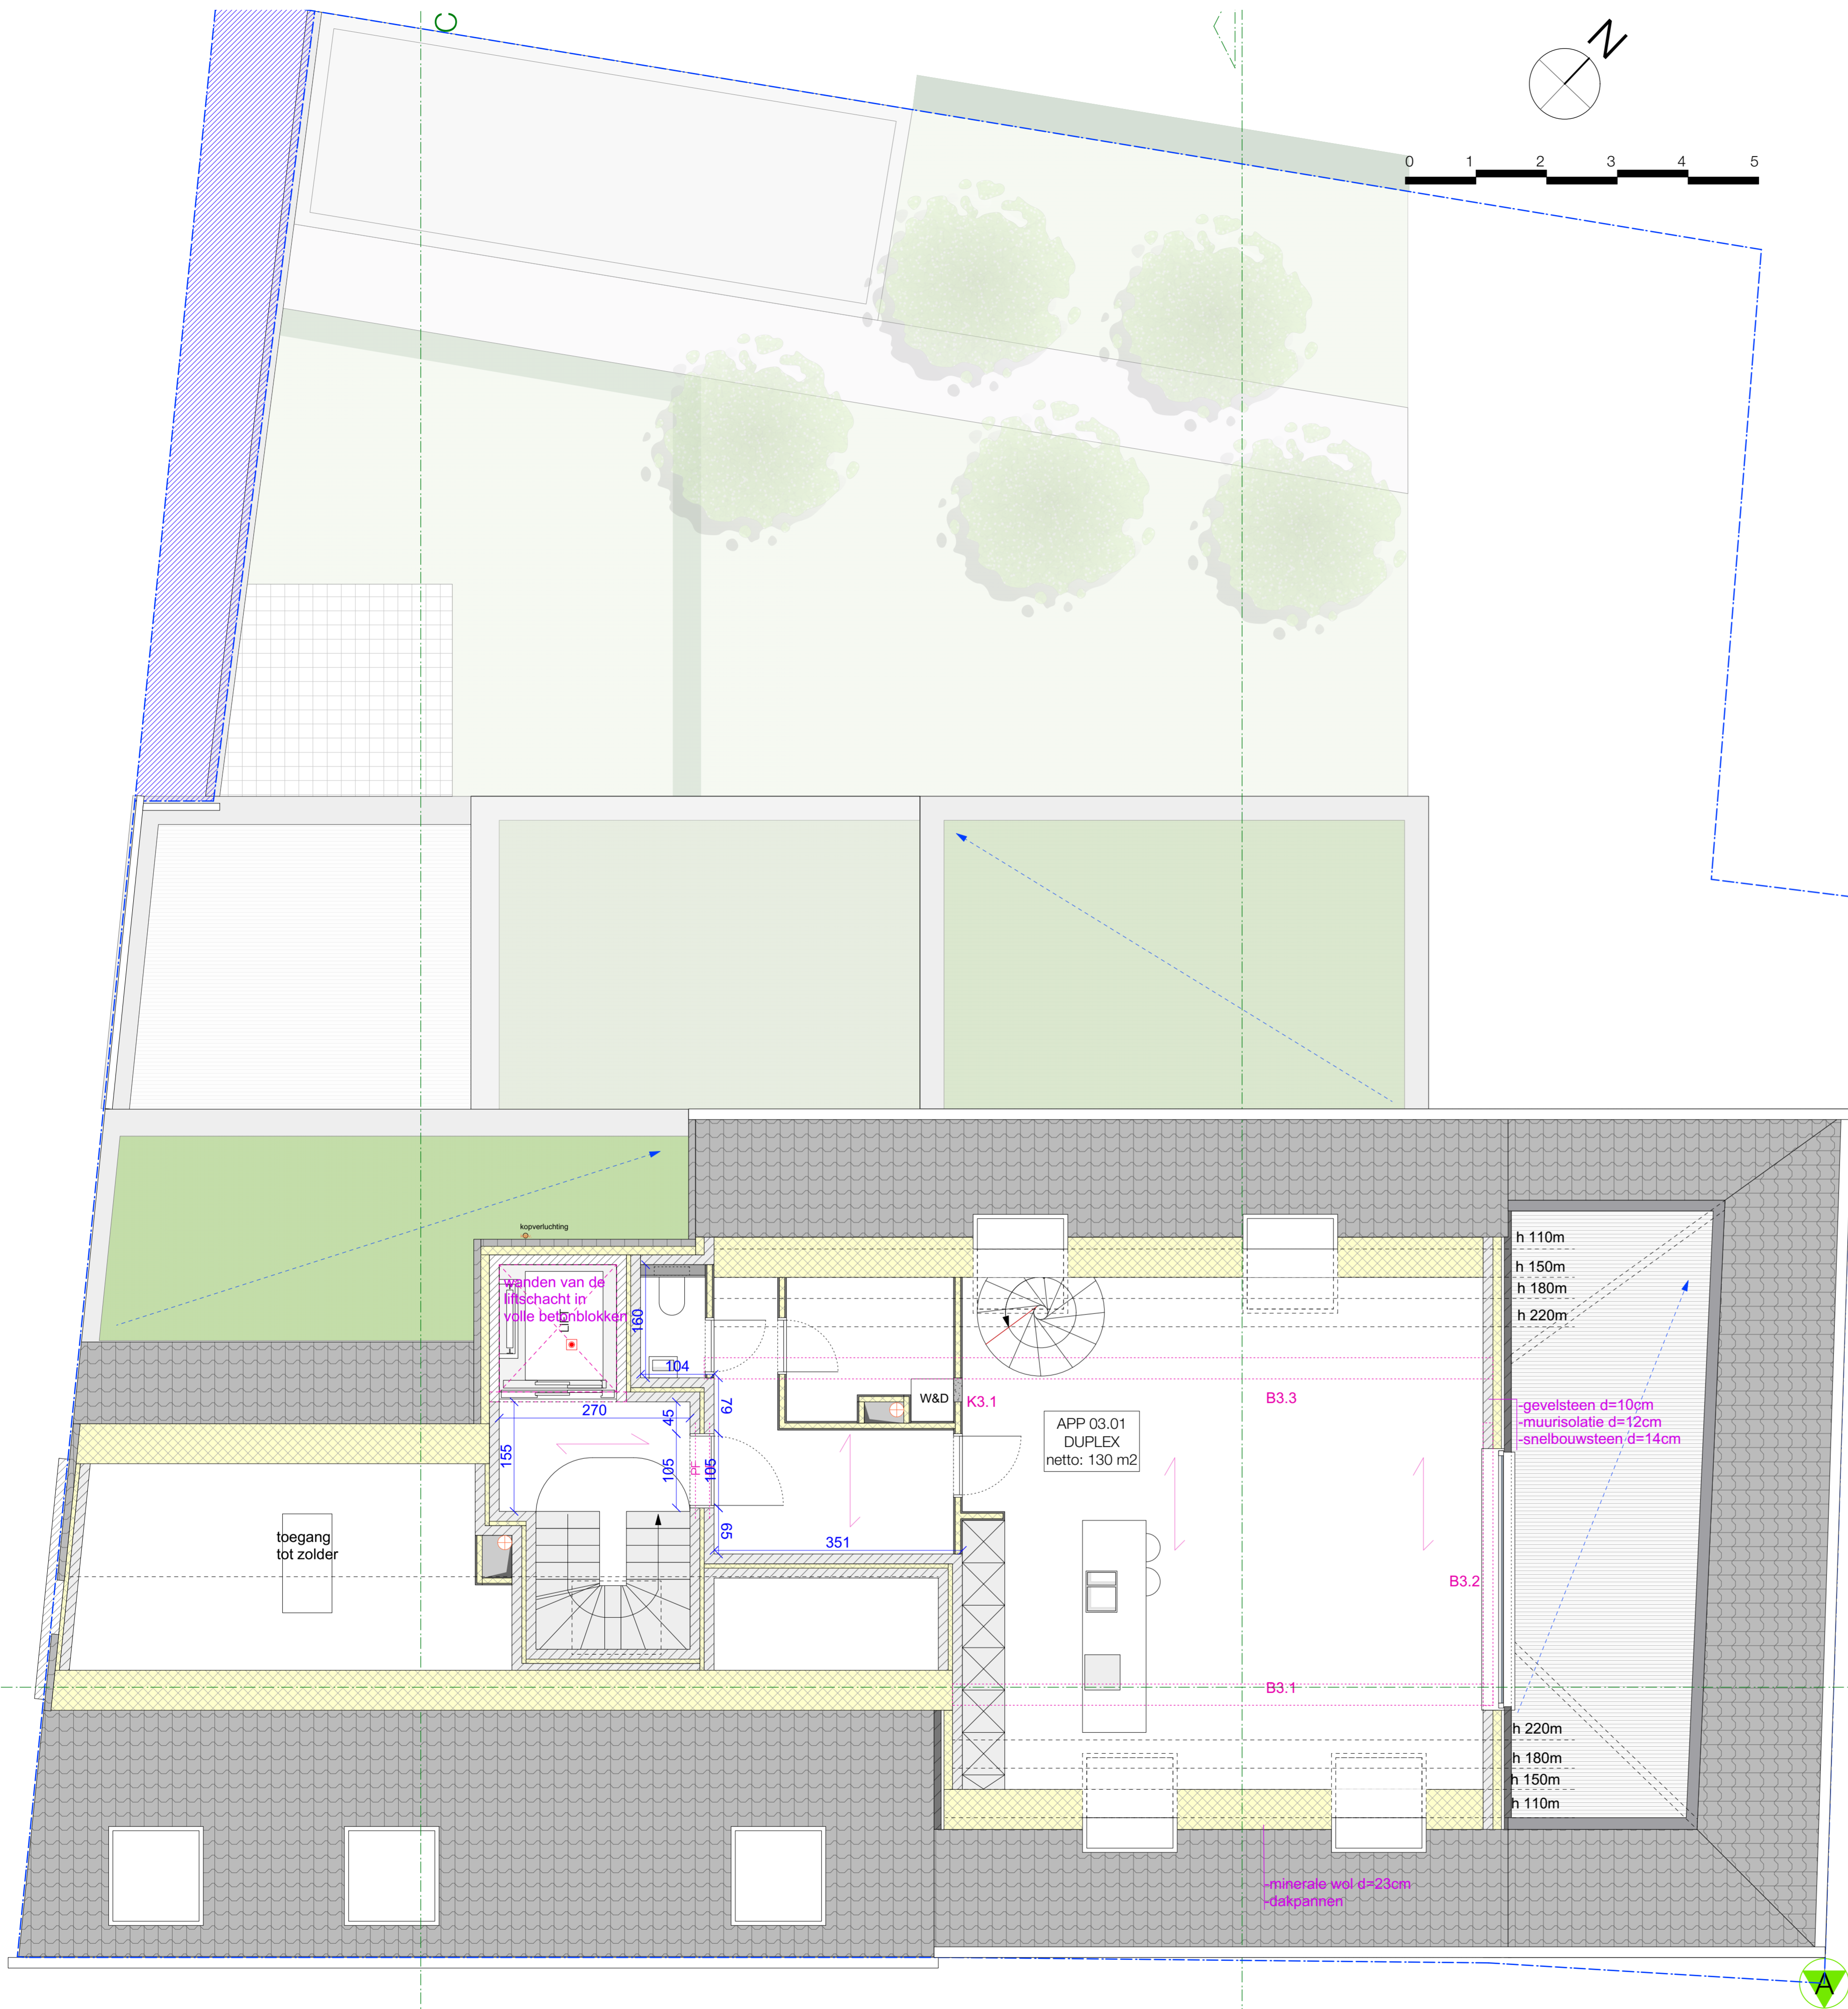 C
N
0 1 2 3 4 5
kopverluchting
wanden van de
liftschacht in
volle betonblokken
LIFT
160
104
270
45
79
155
105
105
65
351
W&D
K3.1
B3.3
APP 03.01
DUPLEX
netto: 130 m2
h 110m
h 150m
h 180m
h 220m
-gevelsteen d=10cm
-muurisolatie d=12cm
-snelbouwsteen d=14cm
toegang
tot zolder
B3.2
B3.1
h 220m
h 180m
h 150m
h 110m
-minerale wol d=23cm
-dakpannen
A